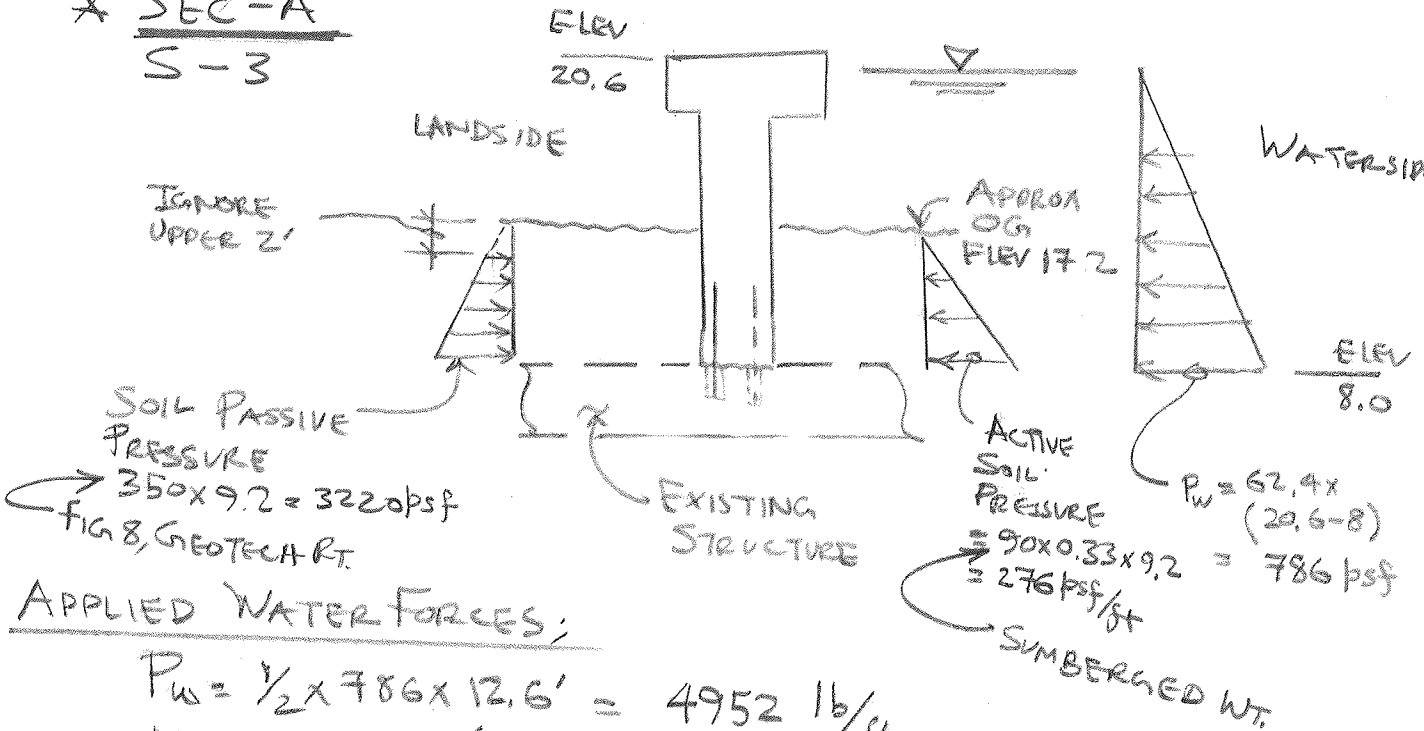 * SEC-A
S-3
ELEV
20.6
LANDSIDE
WATERSID
IGNORE
UPPER 2'
APPROX
OG
ELEV 17.2
ELEV
8.0
SOIL PASSIVE
PRESSURE
350x9.2 = 3220psf
FIG 8, GEOTECH RT.
EXISTING
STRUCTURE
ACTIVE
SOIL
PRESSURE
= 90x0.33x9.2
= 276psf/ft
SUMBERGED WT.
Pw = 62.4x
(20.6-8)
= 786 psf
APPLIED WATER FORCES:
Pw = 1/2 x 786 x 12.6' = 4952 lb/